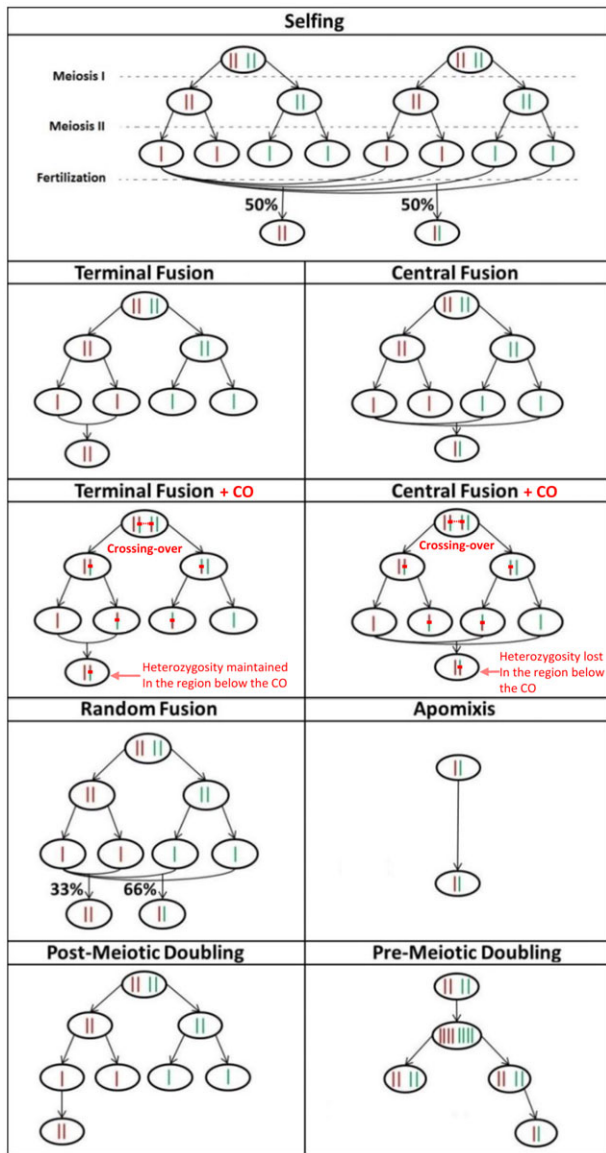 Selfing
Meiosis I
Meiosis II
Fertilization
50%
50%
Terminal Fusion
Central Fusion
Terminal Fusion + CO
Central Fusion + CO
Crossing-over
Crossing-over
Heterozygosity maintained
In the region below the CO
Heterozygosity lost
In the region below
the CO
Random Fusion
Apomixis
33%
66%
Post-Meiotic Doubling
Pre-Meiotic Doubling